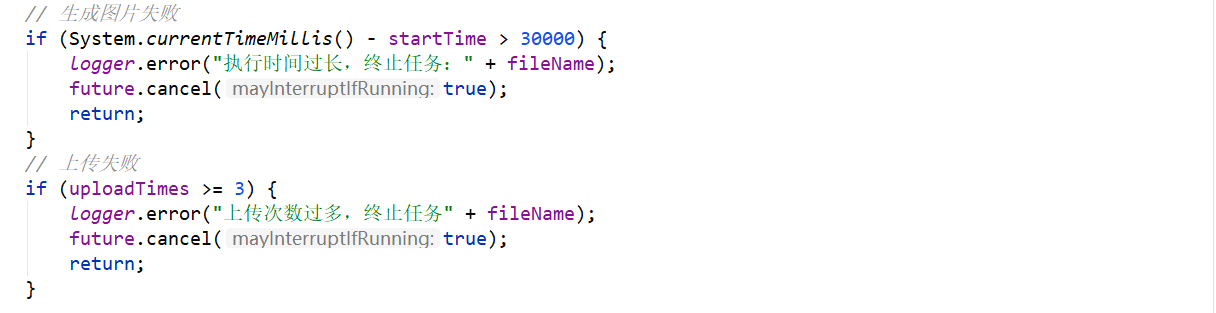 // 生成图片失败
if (System.currentTimeMillis() - startTime > 30000) {
    logger.error("执行时间过长，终止任务：" + fileName);
    future.cancel( mayInterruptIfRunning: true);
    return;
}
// 上传失败
if (uploadTimes >= 3) {
    logger.error("上传次数过多，终止任务" + fileName);
    future.cancel( mayInterruptIfRunning: true);
    return;
}